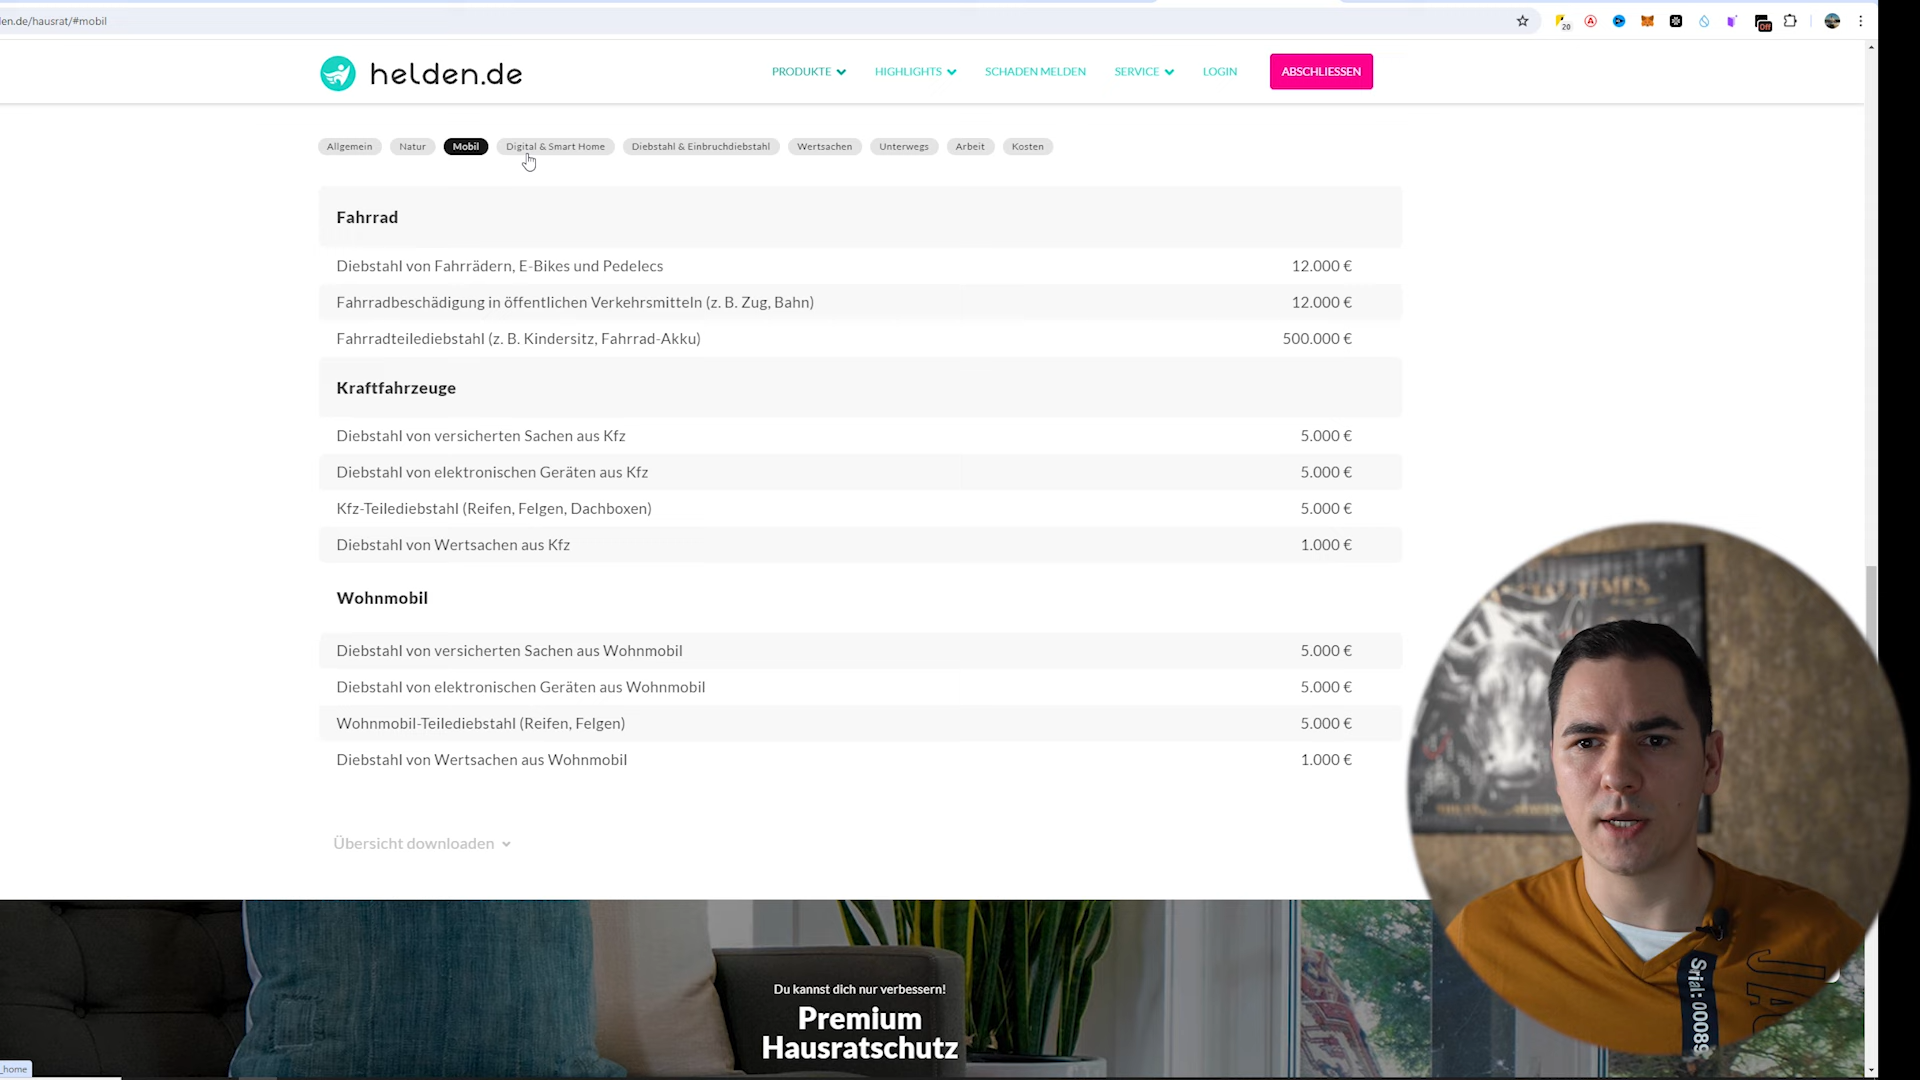 len.de/hausrat/#mobil
20
Off
helden.de
PRODUKTE
HIGHLIGHTS
SCHADEN MELDEN
SERVICE
LOGIN
ABSCHLIESSEN
Allgemein
Natur
Mobil
Digital & Smart Home
Diebstahl & Einbruchdiebstahl
Wertsachen
Unterwegs
Arbeit
Kosten
Fahrrad
Diebstahl von Fahrrädern, E-Bikes und Pedelecs 12.000 €
Fahrradbeschädigung in öffentlichen Verkehrsmitteln (z. B. Zug, Bahn) 12.000 €
Fahrradteilediebstahl (z. B. Kindersitz, Fahrrad-Akku) 500.000 €
Kraftfahrzeuge
Diebstahl von versicherten Sachen aus Kfz 5.000 €
Diebstahl von elektronischen Geräten aus Kfz 5.000 €
Kfz-Teilediebstahl (Reifen, Felgen, Dachboxen) 5.000 €
Diebstahl von Wertsachen aus Kfz 1.000 €
Wohnmobil
Diebstahl von versicherten Sachen aus Wohnmobil 5.000 €
Diebstahl von elektronischen Geräten aus Wohnmobil 5.000 €
Wohnmobil-Teilediebstahl (Reifen, Felgen) 5.000 €
Diebstahl von Wertsachen aus Wohnmobil 1.000 €
Übersicht downloaden
Du kannst dich nur verbessern!
Premium
Hausratschutz
_home
Srial: 00089